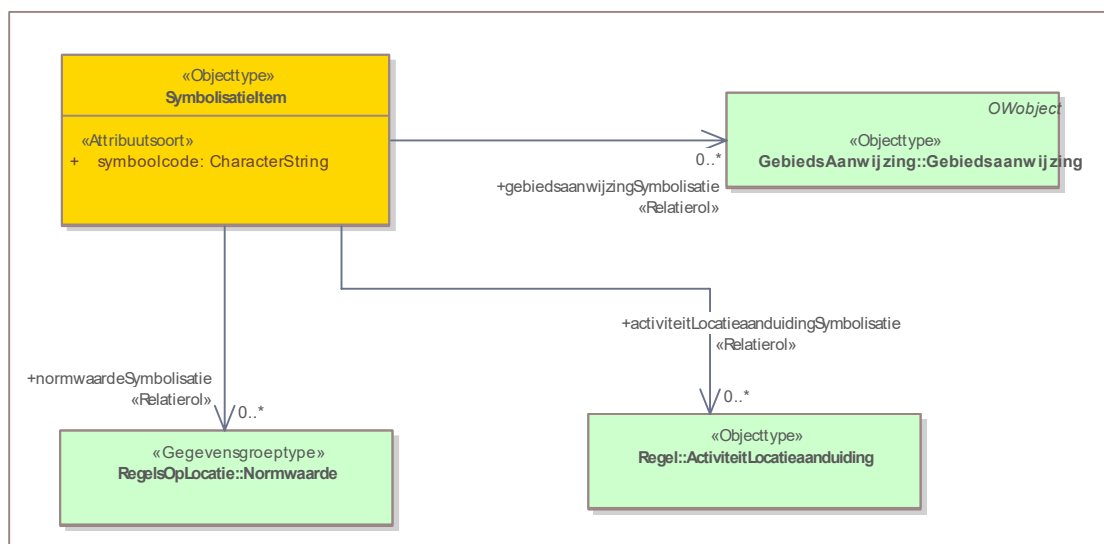 «Objecttype»
SymbolisatieItem
«Attribuutsoort»
+ symboolcode: CharacterString
OWobject
«Objecttype»
GebiedsAanwijzing::Gebiedsaanwijzing
0..*
+gebiedsaanwijzingSymbolisatie
«Relatierol»
+activiteitLocatieaanduidingSymbolisatie
«Relatierol»
+normwaardeSymbolisatie
«Relatierol»
0..*
0..*
«Gegevensgroeptype»
RegelsOpLocatie::Normwaarde
«Objecttype»
Regel::ActiviteitLocatieaanduiding